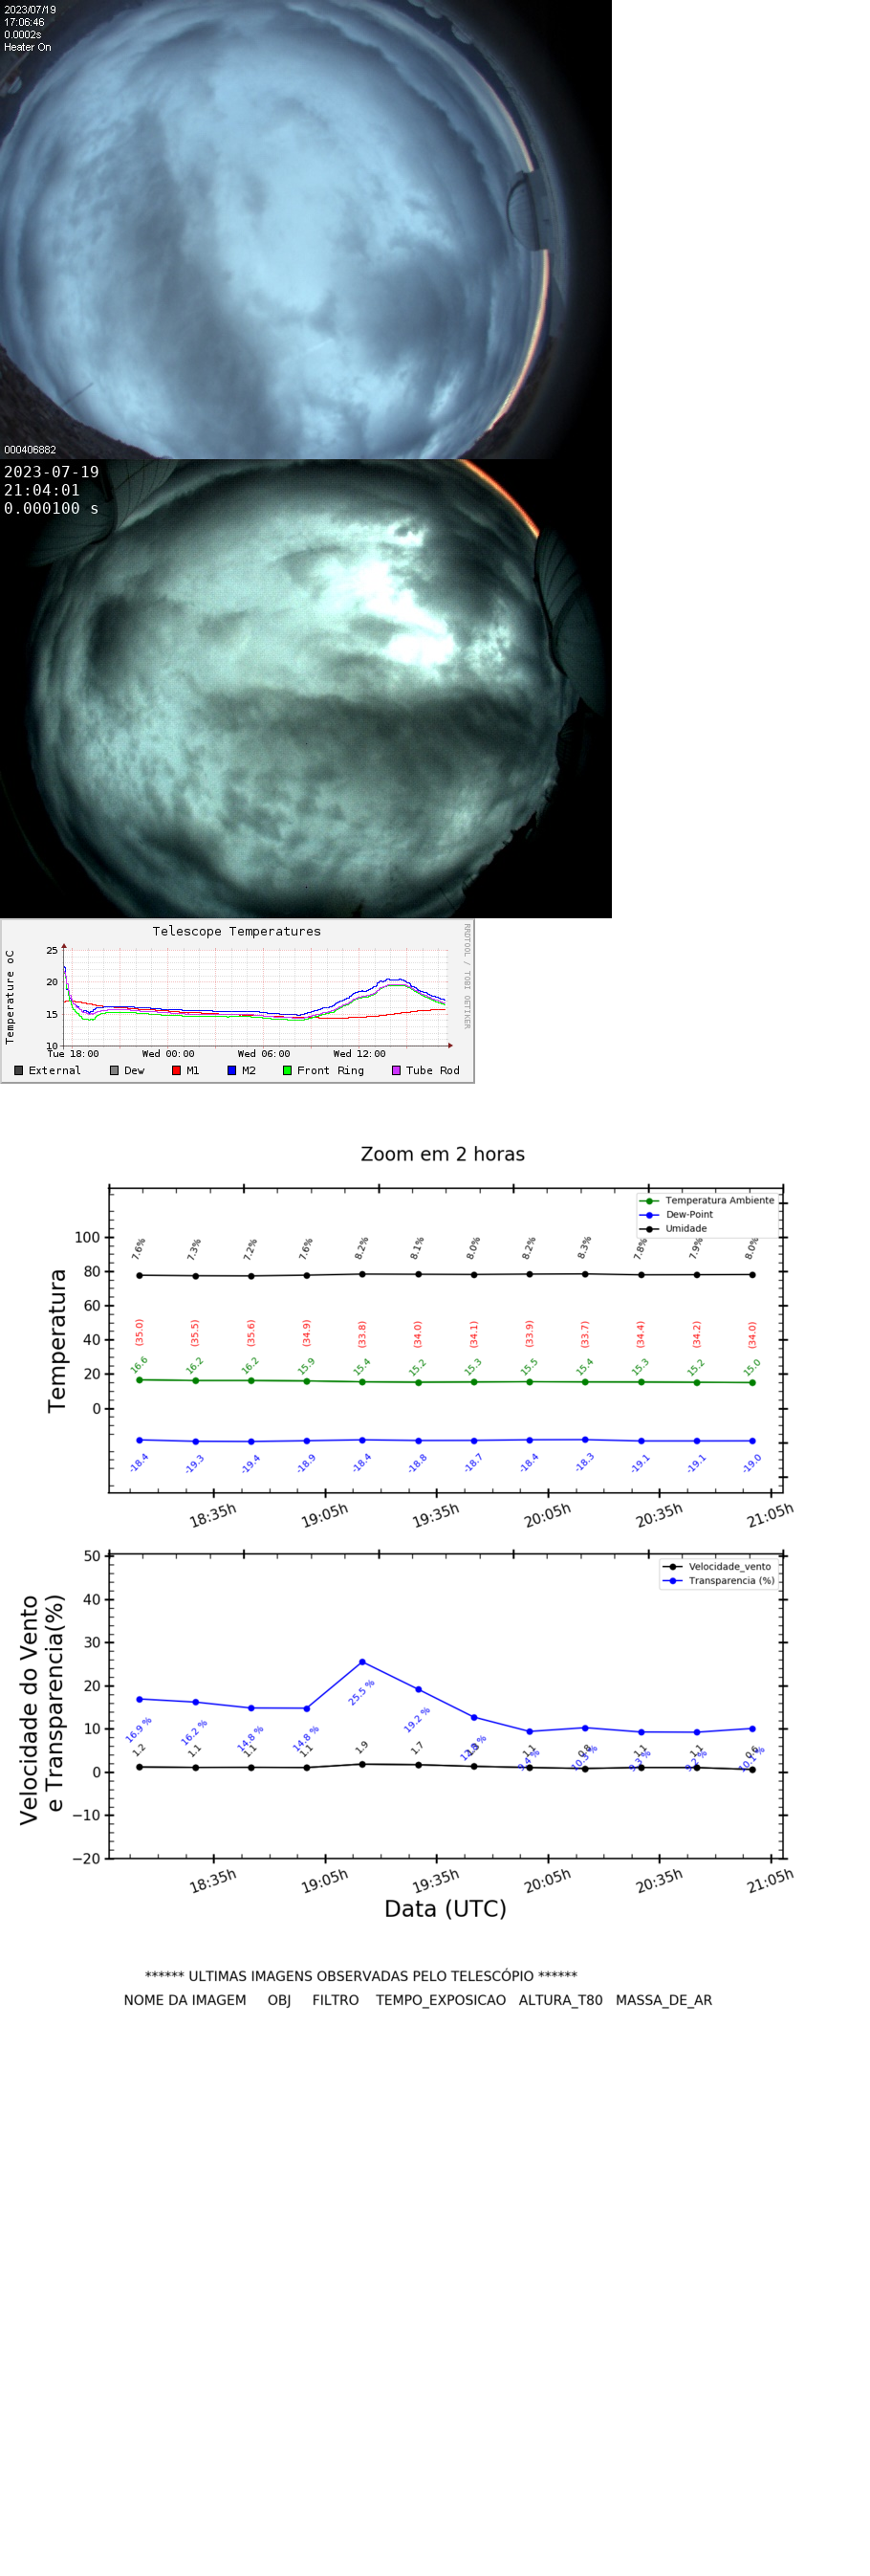 2023/07/19
17:06:46
0.0002s
Heater On
000406882
2023-07-19
21:04:01
0.000100 s
Telescope Temperatures
RRDTOOL / TOBI OETIKER
Temperature oC
25
20
15
10
Tue 18:00 Wed 00:00 Wed 06:00 Wed 12:00
External Dew M1 M2 Front Ring Tube Rod
Zoom em 2 horas
Temperatura Ambiente
Dew-Point
Umidade
Temperatura
100
80
60
40
20
0
7.6% 7.3% 7.2% 7.6% 8.2% 8.1% 8.0% 8.2% 8.3% 7.8% 7.9% 8.0%
(35.0) (35.5) (35.6) (34.9) (33.8) (34.0) (34.1) (33.9) (33.7) (34.4) (34.2) (34.0)
16.6 16.2 16.2 15.9 15.4 15.2 15.3 15.5 15.4 15.3 15.2 15.0
-18.4 -19.3 -19.4 -18.9 -18.4 -18.8 -18.7 -18.4 -18.3 -19.1 -19.1 -19.0
18:35h 19:05h 19:35h 20:05h 20:35h 21:05h
Velocidade_vento
Transparencia (%)
Velocidade do Vento
e Transparencia(%)
50
40
30
20
10
0
−10
−20
16.9 % 16.2 % 14.8 % 14.8 % 25.5 % 19.2 %
1.2 1.1 1.1 1.1 1.9 1.7 1.1 0.8 1.1 1.1 0.6
18:35h 19:05h 19:35h 20:05h 20:35h 21:05h
Data (UTC)
****** ULTIMAS IMAGENS OBSERVADAS PELO TELESCÓPIO ******
NOME DA IMAGEM OBJ FILTRO TEMPO_EXPOSICAO ALTURA_T80 MASSA_DE_AR